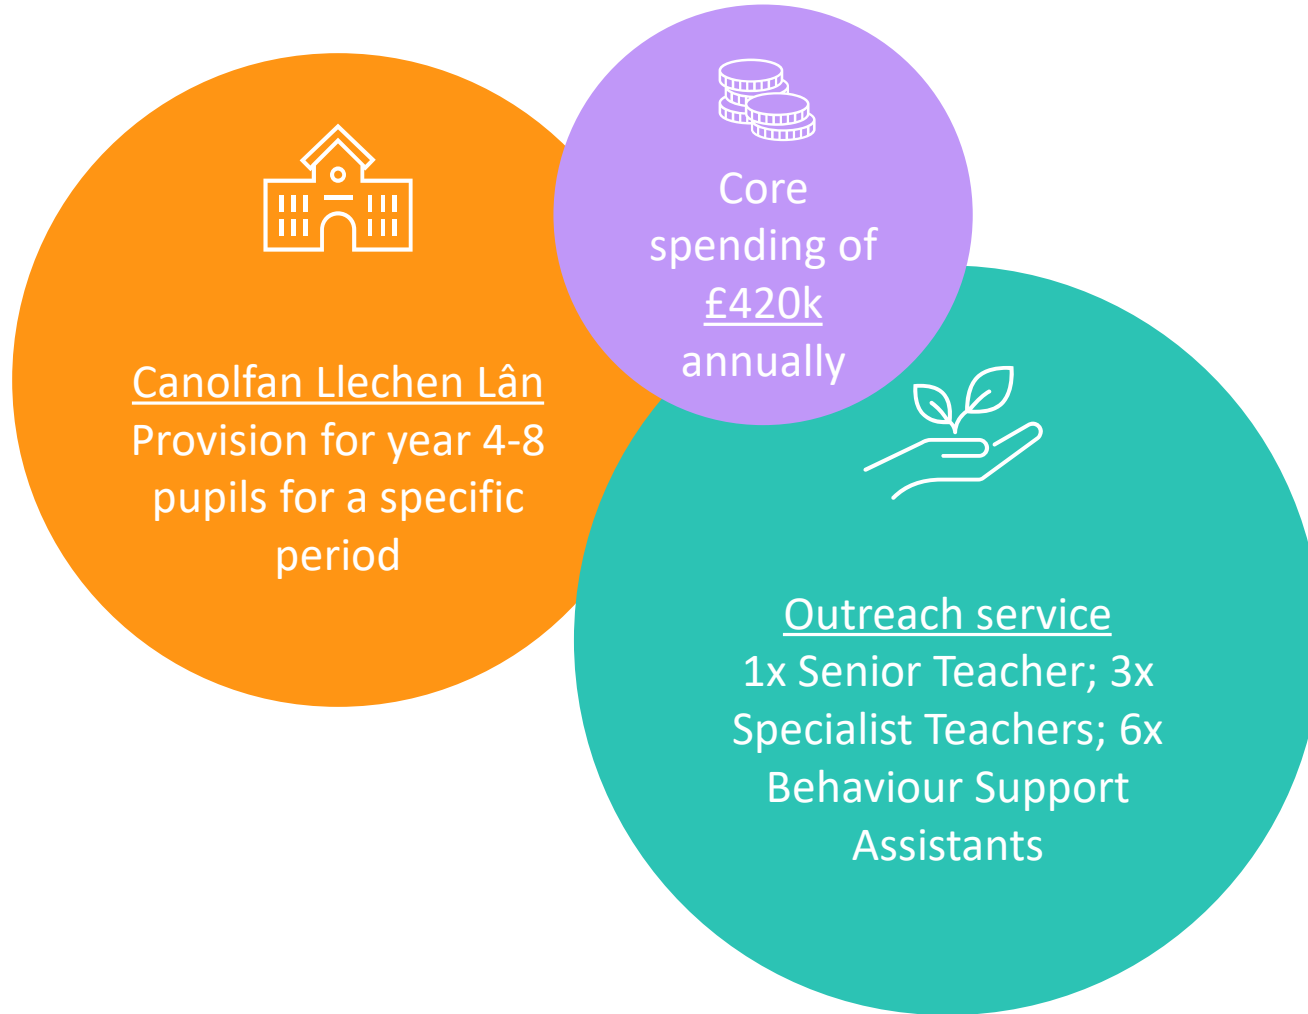 Core
spending of
£420k
annually
Canolfan Llechen Lân
Provision for year 4-8
pupils for a specific
period
Outreach service
1x Senior Teacher; 3x
Specialist Teachers; 6x
Behaviour Support
Assistants